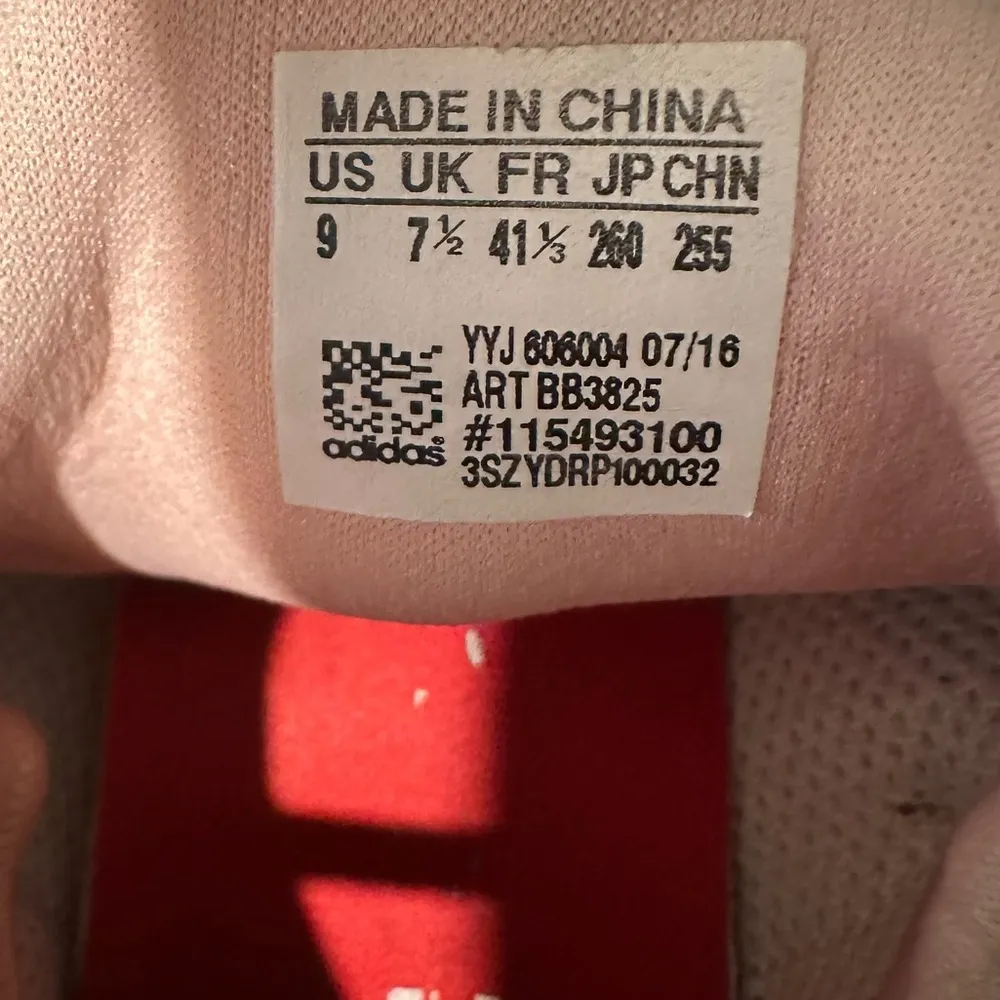 MADE IN CHINA
US UK FR JP CHN
9 7½ 41⅓ 260 255
YYJ 606004 07/16
ART BB3825
#115493100
3SZYDRP100032
adidas®